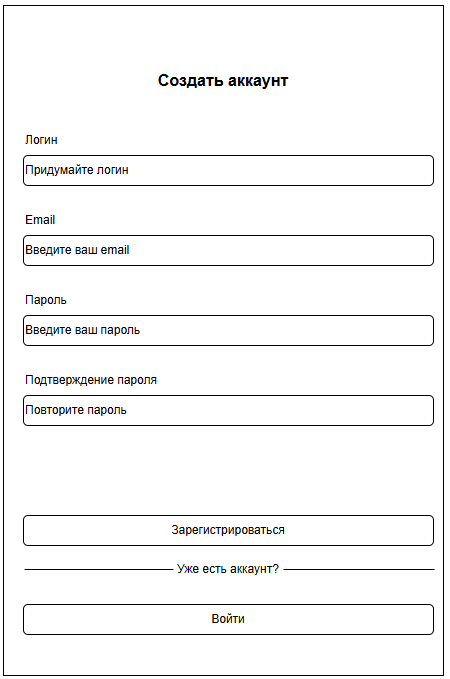 Создать аккаунт
Логин
Придумайте логин
Email
Введите ваш email
Пароль
Введите ваш пароль
Подтверждение пароля
Повторите пароль
Зарегистрироваться
Уже есть аккаунт?
Войти